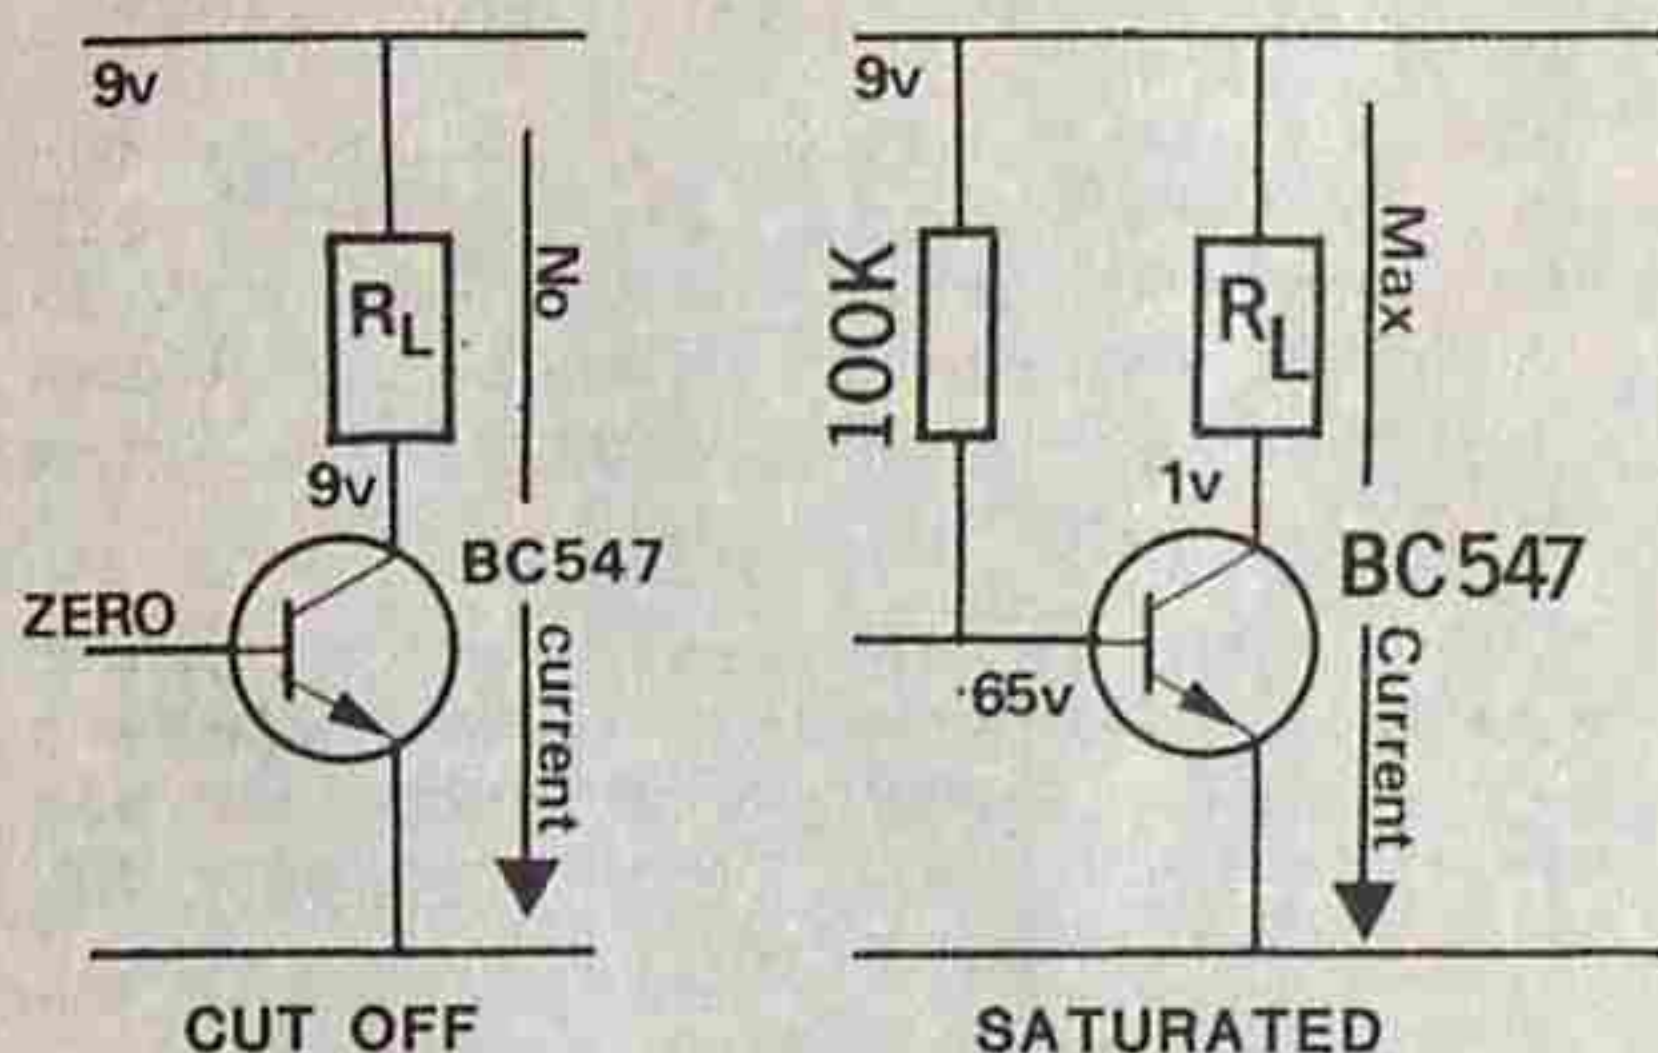 9v
No
RL
9v
BC547
ZERO
current
CUT OFF
9v
Max
100K
RL
1v
BC547
·65v
Current
SATURATED